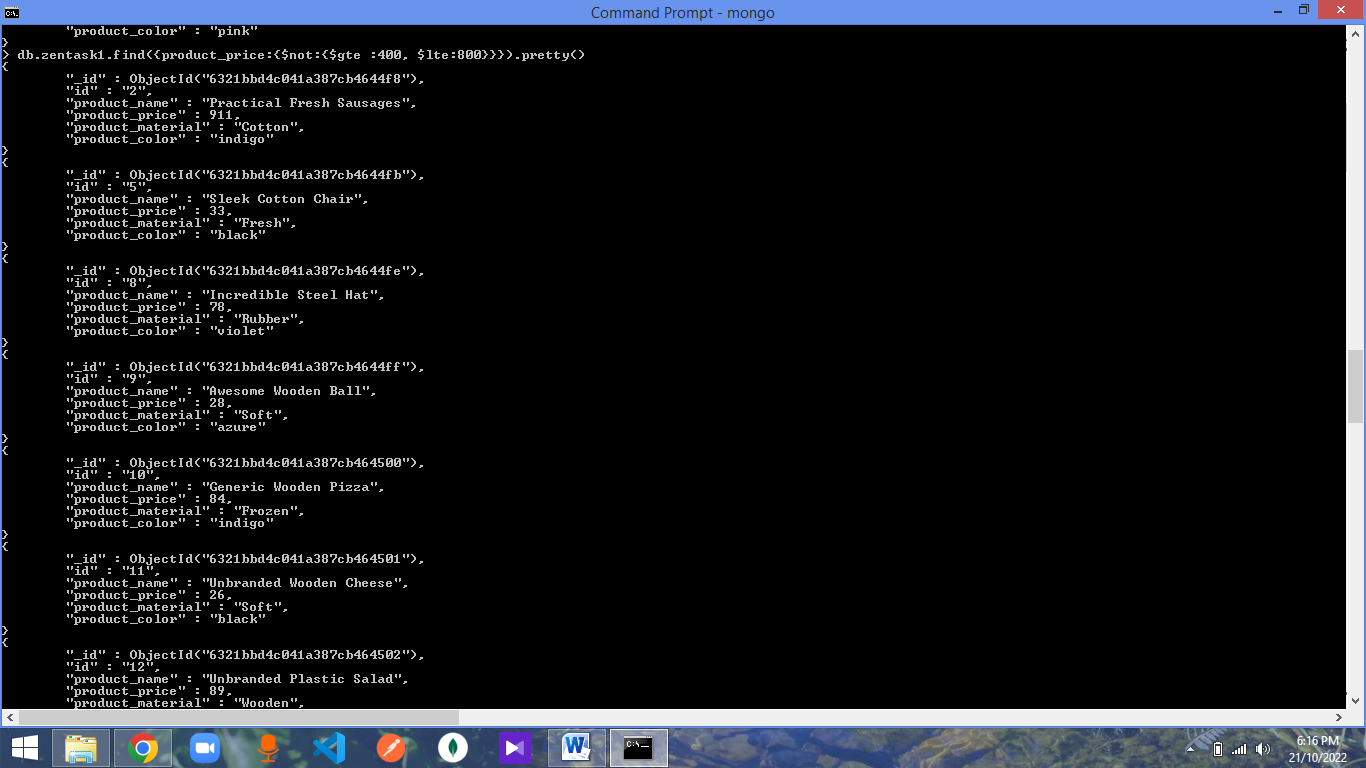 Command Prompt - mongo
"product_color" : "pink"
}
> db.zentask1.find({product_price:{$not:{$gte :400, $lte:800}}}).pretty()
{
"_id" : ObjectId("6321bbd4c041a387cb4644f8"),
"id" : "2",
"product_name" : "Practical Fresh Sausages",
"product_price" : 911,
"product_material" : "Cotton",
"product_color" : "indigo"
}
{
"_id" : ObjectId("6321bbd4c041a387cb4644fb"),
"id" : "5",
"product_name" : "Sleek Cotton Chair",
"product_price" : 33,
"product_material" : "Fresh",
"product_color" : "black"
}
{
"_id" : ObjectId("6321bbd4c041a387cb4644fe"),
"id" : "8",
"product_name" : "Incredible Steel Hat",
"product_price" : 78,
"product_material" : "Rubber",
"product_color" : "violet"
}
{
"_id" : ObjectId("6321bbd4c041a387cb4644ff"),
"id" : "9",
"product_name" : "Awesome Wooden Ball",
"product_price" : 28,
"product_material" : "Soft",
"product_color" : "azure"
}
{
"_id" : ObjectId("6321bbd4c041a387cb464500"),
"id" : "10",
"product_name" : "Generic Wooden Pizza",
"product_price" : 84,
"product_material" : "Frozen",
"product_color" : "indigo"
}
{
"_id" : ObjectId("6321bbd4c041a387cb464501"),
"id" : "11",
"product_name" : "Unbranded Wooden Cheese",
"product_price" : 26,
"product_material" : "Soft",
"product_color" : "black"
}
{
"_id" : ObjectId("6321bbd4c041a387cb464502"),
"id" : "12",
"product_name" : "Unbranded Plastic Salad",
"product_price" : 89,
"product_material" : "Wooden",
6:16 PM
21/10/2022